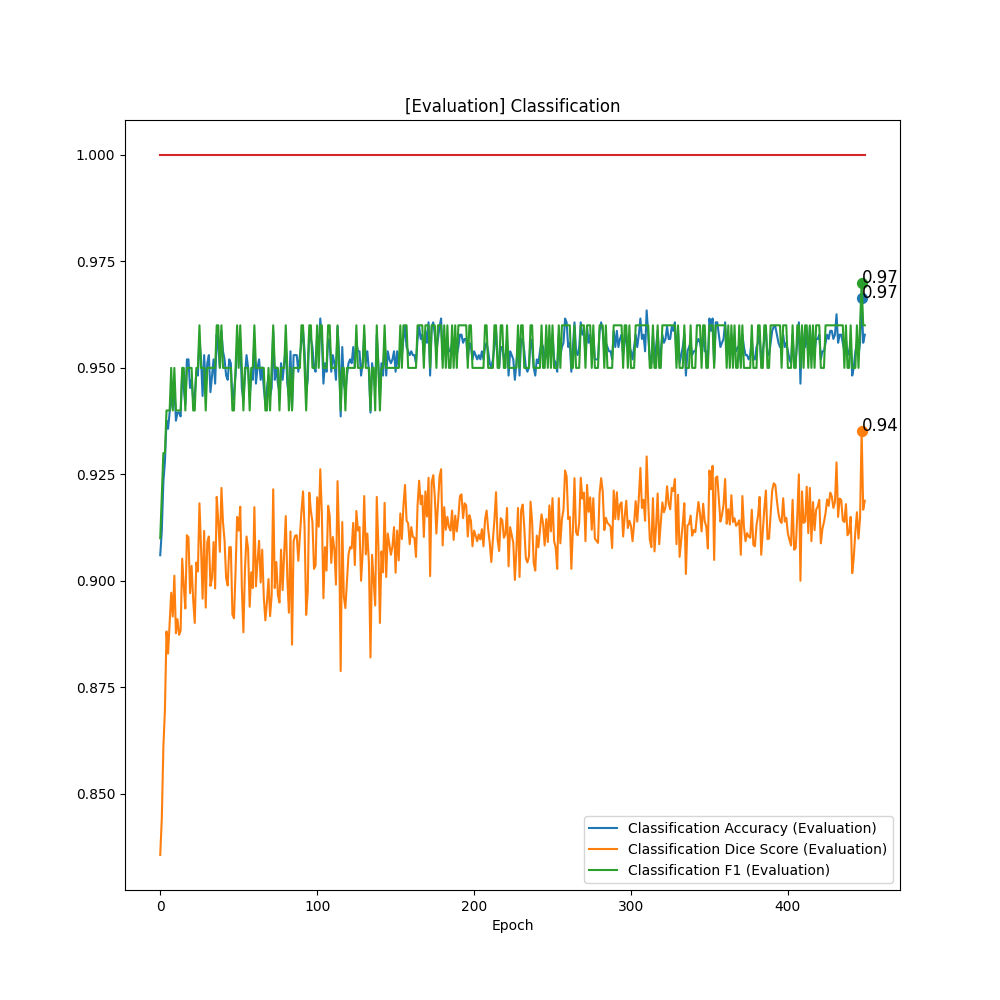 [Evaluation] Classification
1.000
0.975
0.950
0.925
0.900
0.875
0.850
0.97
0.97
0.94
Classification Accuracy (Evaluation)
Classification Dice Score (Evaluation)
Classification F1 (Evaluation)
0 100 200 300 400
Epoch